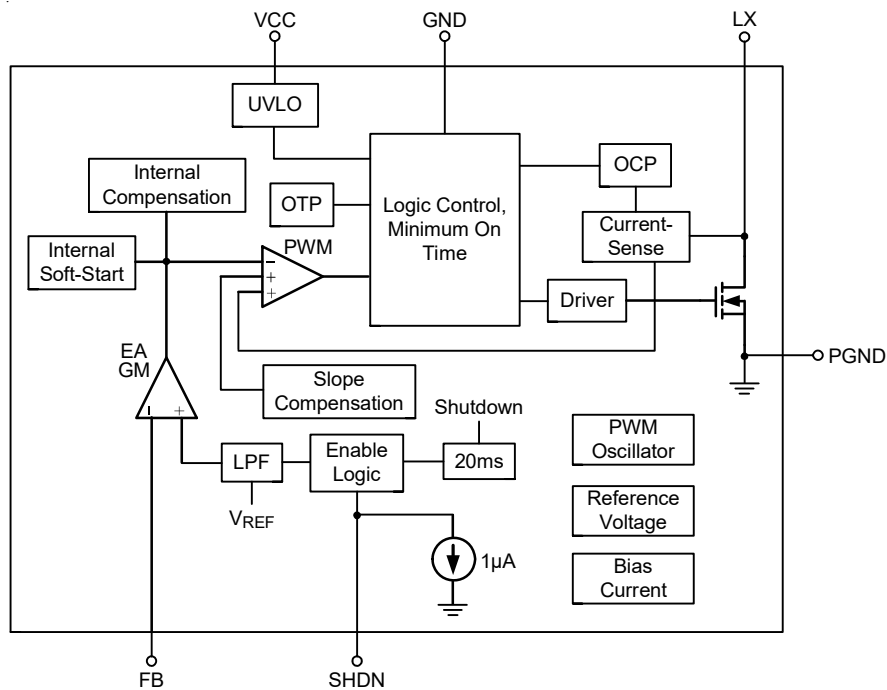 VCC
GND
LX
UVLO
Internal
Compensation
OTP
Logic Control,
Minimum On
Time
OCP
Internal
Soft-Start
PWM
Current-
Sense
−
+
+
Driver
EA
GM
PGND
Slope
Compensation
− +
Shutdown
PWM
Oscillator
LPF
Enable
Logic
20ms
VREF
Reference
Voltage
1µA
Bias
Current
FB
SHDN